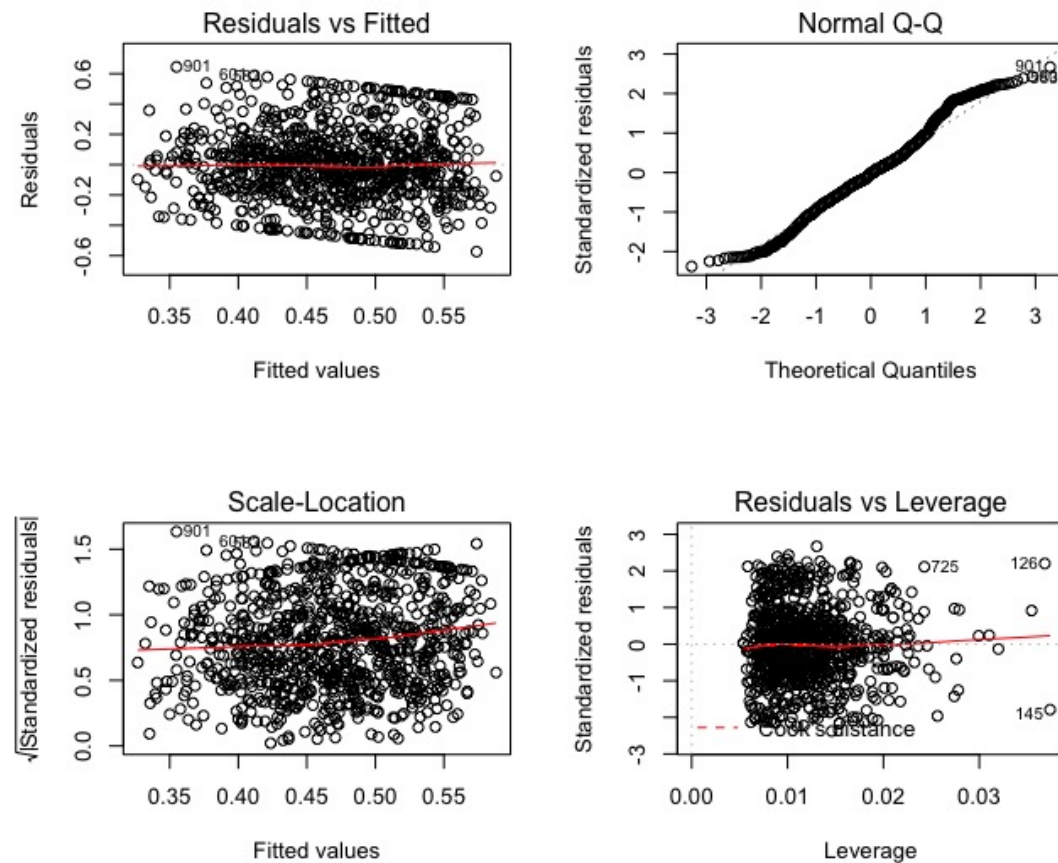 Residuals vs Fitted
Residuals
0.6
0.2
-0.2
-0.6
901
0.35 0.40 0.45 0.50 0.55
Fitted values
Normal Q-Q
Standardized residuals
3
2
1
0
-1
-2
901
-3 -2 -1 0 1 2 3
Theoretical Quantiles
Scale-Location
√|Standardized residuals|
1.5
1.0
0.5
0.0
901
0.35 0.40 0.45 0.50 0.55
Fitted values
Residuals vs Leverage
Standardized residuals
3
2
1
0
-1
-3
725
126
145
Cook's distance
0.00 0.01 0.02 0.03
Leverage